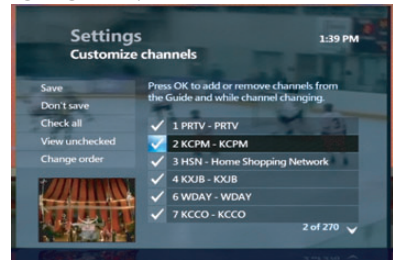 Settings
1:39 PM
Customize channels
Save
Don't save
Check all
View unchecked
Change order
Press OK to add or remove channels from
the Guide and while channel changing.
1 PRTV - PRTV
2 KCPM - KCPM
3 HSN - Home Shopping Network
4 KXJB - KXJB
6 WDAY - WDAY
7 KCCO - KCCO
2 of 270